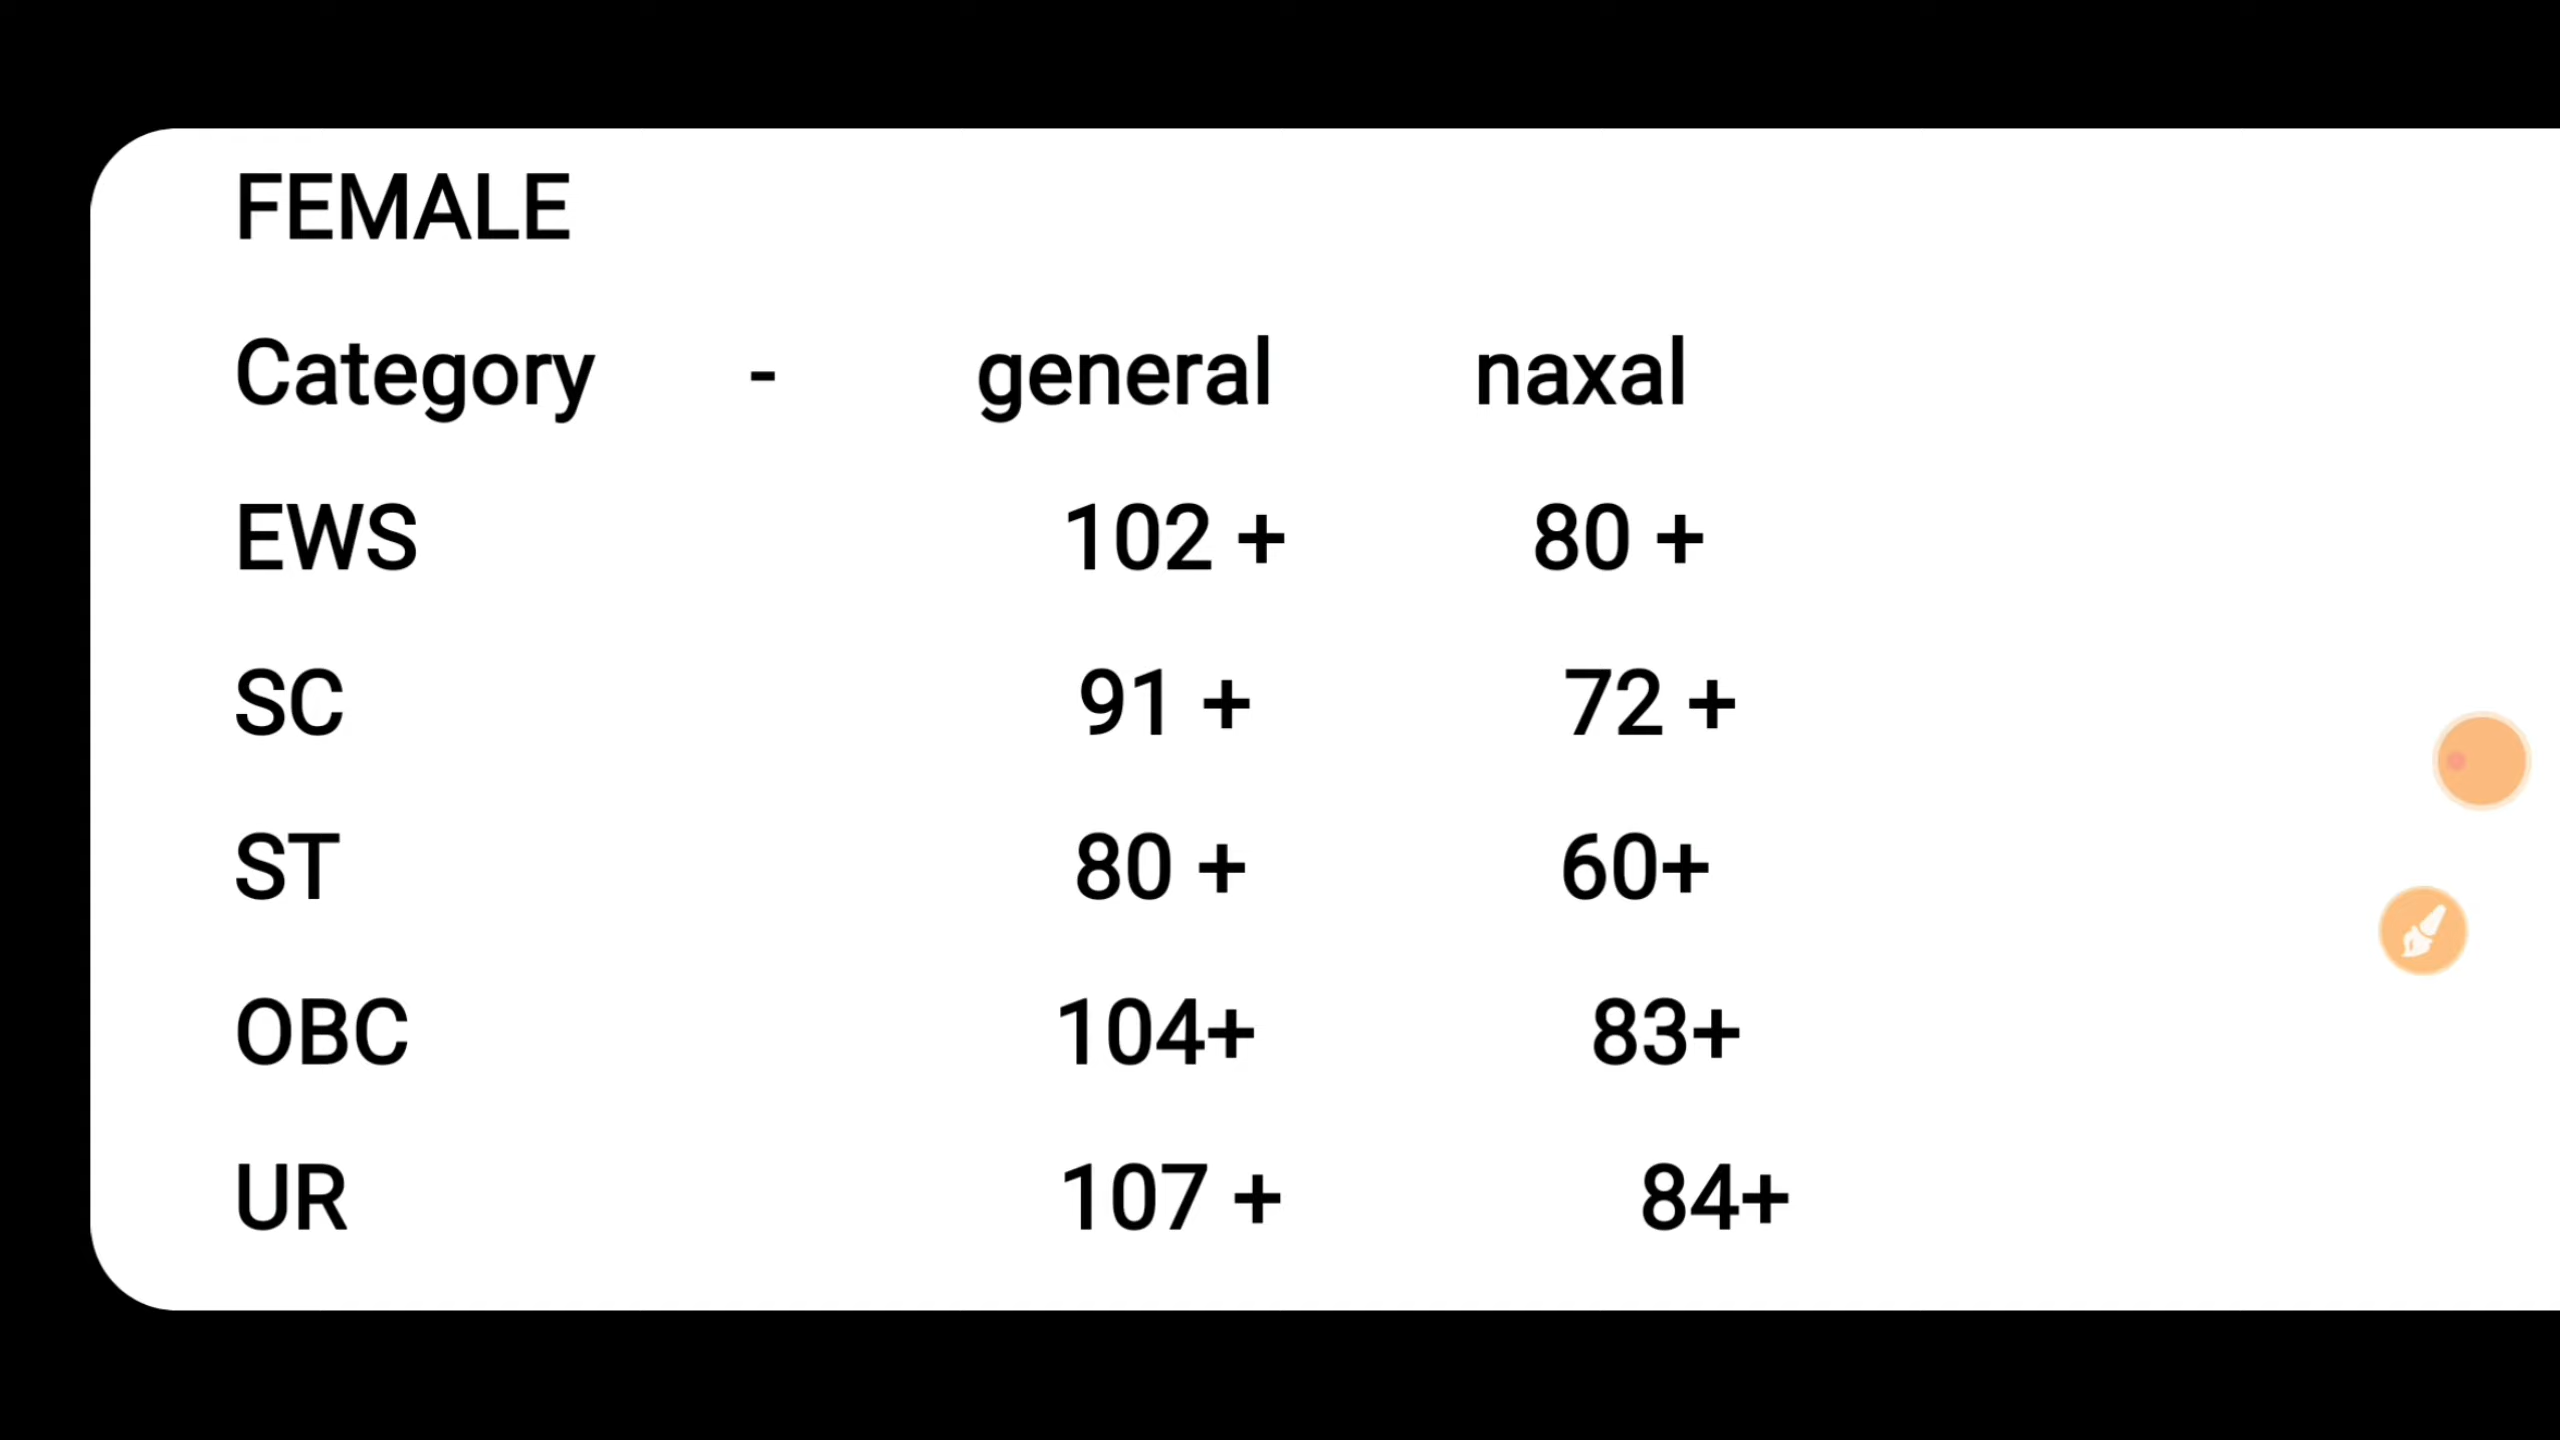 FEMALE
Category - general naxal
EWS 102 + 80 +
SC 91 + 72 +
ST 80 + 60+
OBC 104+ 83+
UR 107 + 84+